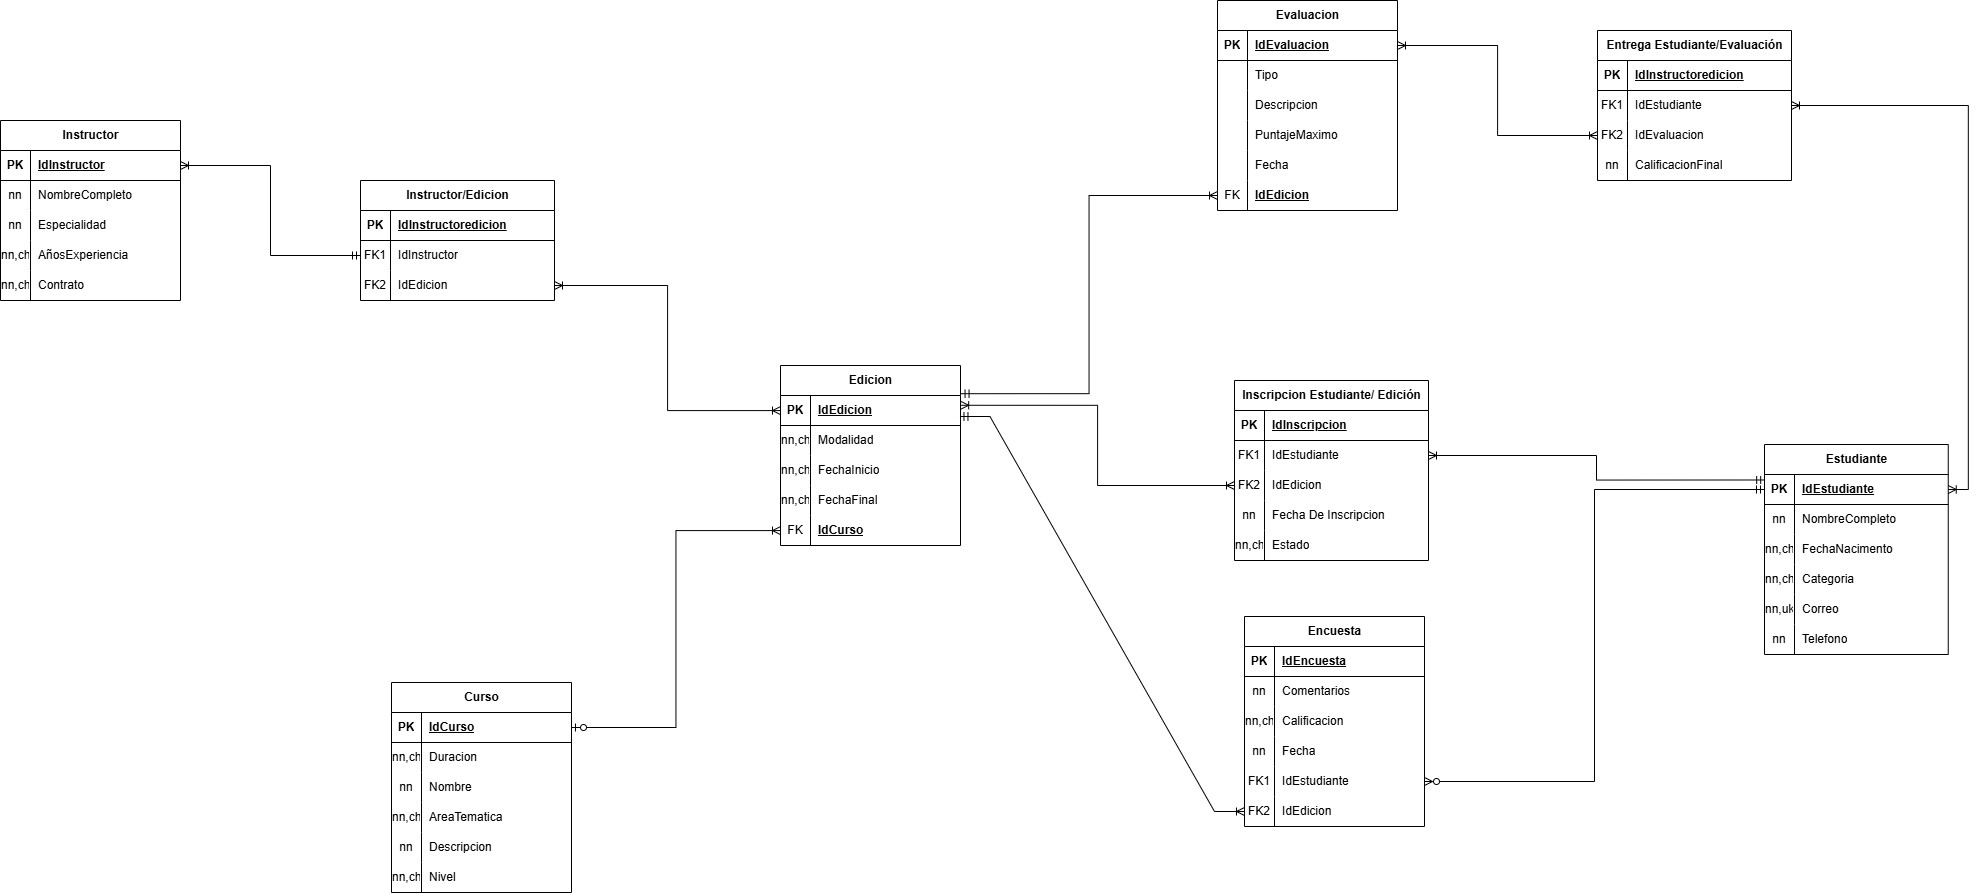 Instructor
PK IdInstructor
nn NombreCompleto
nn Especialidad
nn,ch AñosExperiencia
nn,ch Contrato
Instructor/Edicion
PK IdInstructoredicion
FK1 IdInstructor
FK2 IdEdicion
Edicion
PK IdEdicion
nn,ch Modalidad
nn,ch FechaInicio
nn,ch FechaFinal
FK IdCurso
Curso
PK IdCurso
nn,ch Duracion
nn Nombre
nn,ch AreaTematica
nn Descripcion
nn,ch Nivel
Evaluacion
PK IdEvaluacion
Tipo
Descripcion
PuntajeMaximo
Fecha
FK IdEdicion
Entrega Estudiante/Evaluación
PK IdInstructoredicion
FK1 IdEstudiante
FK2 IdEvaluacion
nn CalificacionFinal
Inscripcion Estudiante/ Edición
PK IdInscripcion
FK1 IdEstudiante
FK2 IdEdicion
nn Fecha De Inscripcion
nn,ch Estado
Encuesta
PK IdEncuesta
nn Comentarios
nn,ch Calificacion
nn Fecha
FK1 IdEstudiante
FK2 IdEdicion
Estudiante
PK IdEstudiante
nn NombreCompleto
nn,ch FechaNacimento
nn,ch Categoria
nn,uk Correo
nn Telefono